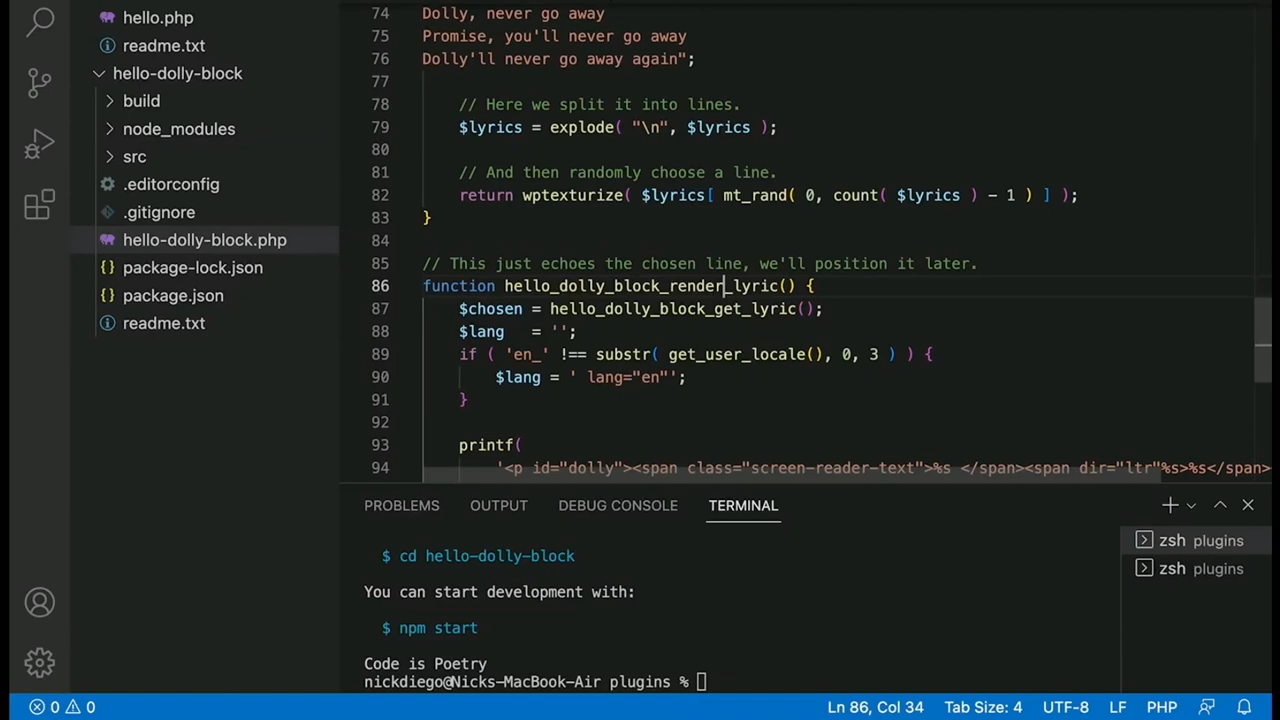 hello.php
readme.txt
hello-dolly-block
build
node_modules
src
.editorconfig
.gitignore
hello-dolly-block.php
package-lock.json
package.json
readme.txt
74 Dolly, never go away
75 Promise, you'll never go away
76 Dolly'll never go away again";
77
78 // Here we split it into lines.
79 $lyrics = explode( "\n", $lyrics );
80
81 // And then randomly choose a line.
82 return wptexturize( $lyrics[ mt_rand( 0, count( $lyrics ) - 1 ) ] );
83 }
84
85 // This just echoes the chosen line, we'll position it later.
86 function hello_dolly_block_render_lyric() {
87 $chosen = hello_dolly_block_get_lyric();
88 $lang   = '';
89 if ( 'en_' !== substr( get_user_locale(), 0, 3 ) ) {
90 $lang = ' lang="en"';
91 }
92
93 printf(
94 '<p id="dolly"><span class="screen-reader-text">%s </span><span dir="ltr"%s>%s</span>
PROBLEMS OUTPUT DEBUG CONSOLE TERMINAL
$ cd hello-dolly-block
You can start development with:
$ npm start
Code is Poetry
nickdiego@Nicks-MacBook-Air plugins %
zsh plugins
zsh plugins
0 0 Ln 86, Col 34 Tab Size: 4 UTF-8 LF PHP